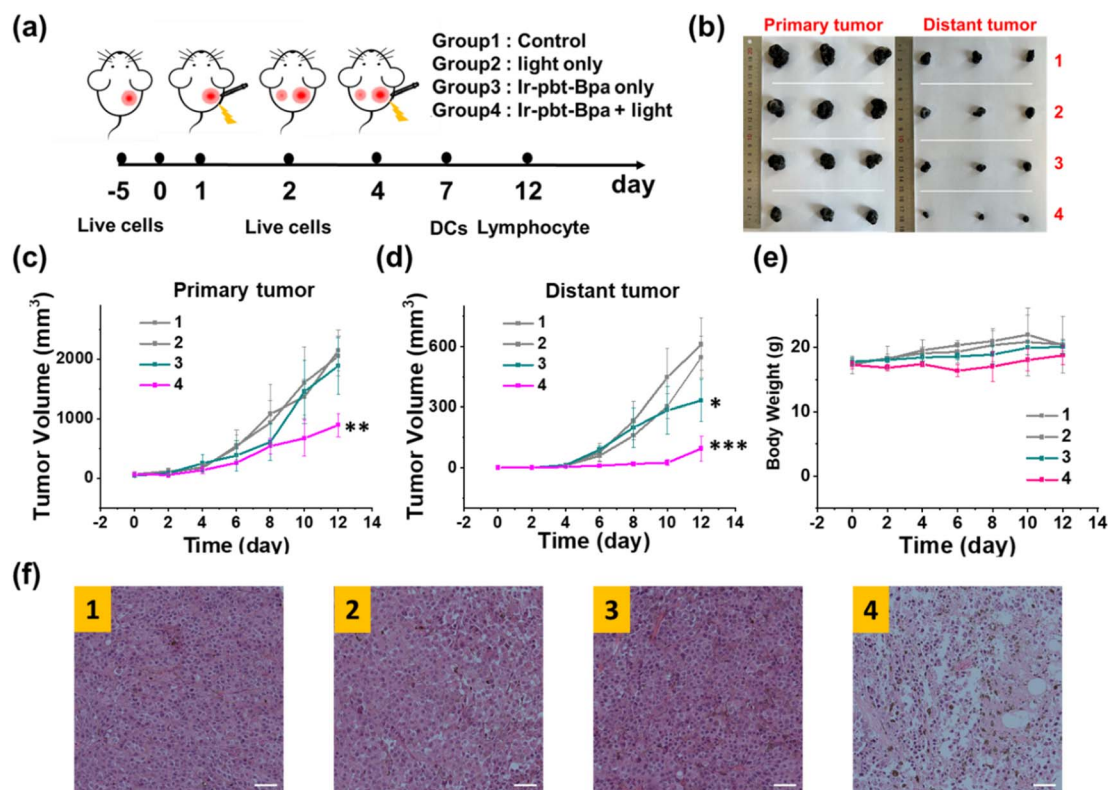 (a)
Group1 : Control
Group2 : light only
Group3 : Ir-pbt-Bpa only
Group4 : Ir-pbt-Bpa + light
-5 0 1 2 4 7 12 day
Live cells Live cells DCs Lymphocyte
(b)
Primary tumor Distant tumor
1
2
3
4
(c)
Primary tumor
Tumor Volume (mm3)
2000
1000
0
1
2
3
4
**
-2 0 2 4 6 8 10 12 14
Time (day)
(d)
Distant tumor
Tumor Volume (mm3)
600
300
0
1
2
3
4
*
***
-2 0 2 4 6 8 10 12 14
Time (day)
(e)
Body Weight (g)
20
10
0
1
2
3
4
-2 0 2 4 6 8 10 12 14
Time (day)
(f)
1 2 3 4